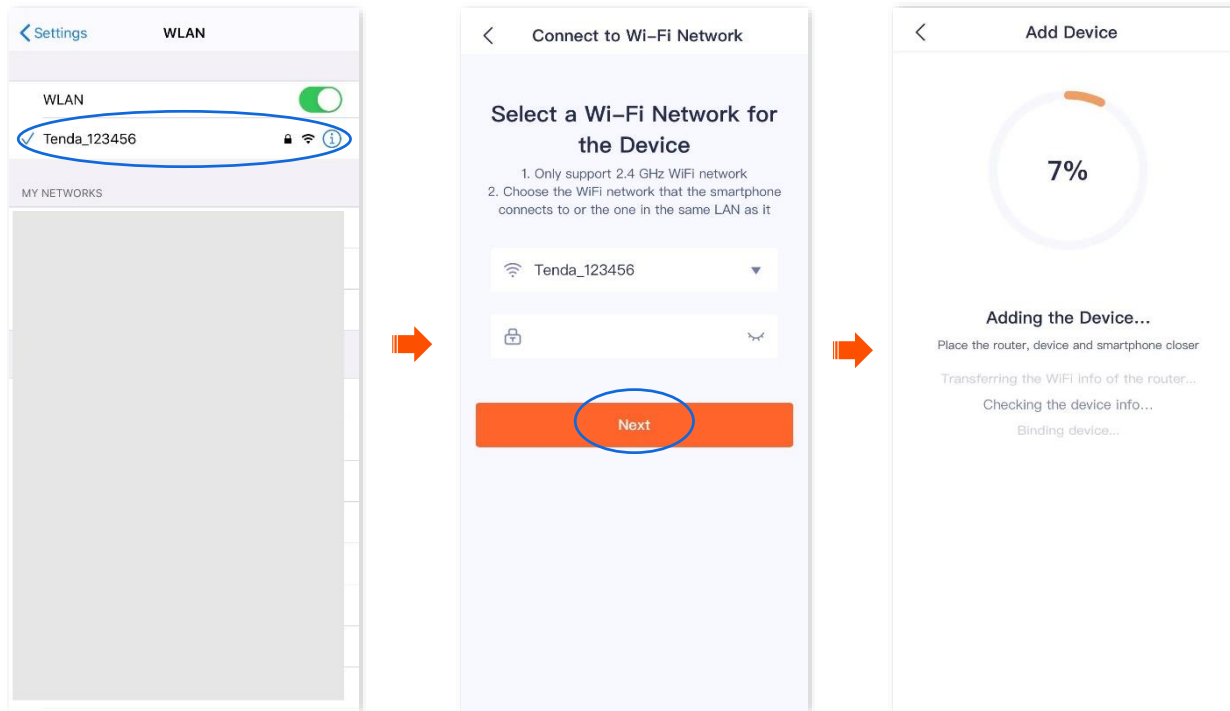 Settings
WLAN
WLAN
Tenda_123456
MY NETWORKS
Connect to Wi-Fi Network
Select a Wi-Fi Network for
the Device
1. Only support 2.4 GHz WiFi network
2. Choose the WiFi network that the smartphone
connects to or the one in the same LAN as it
Tenda_123456
Next
Add Device
7%
Adding the Device...
Place the router, device and smartphone closer
Transferring the WiFi info of the router...
Checking the device info...
Binding device...